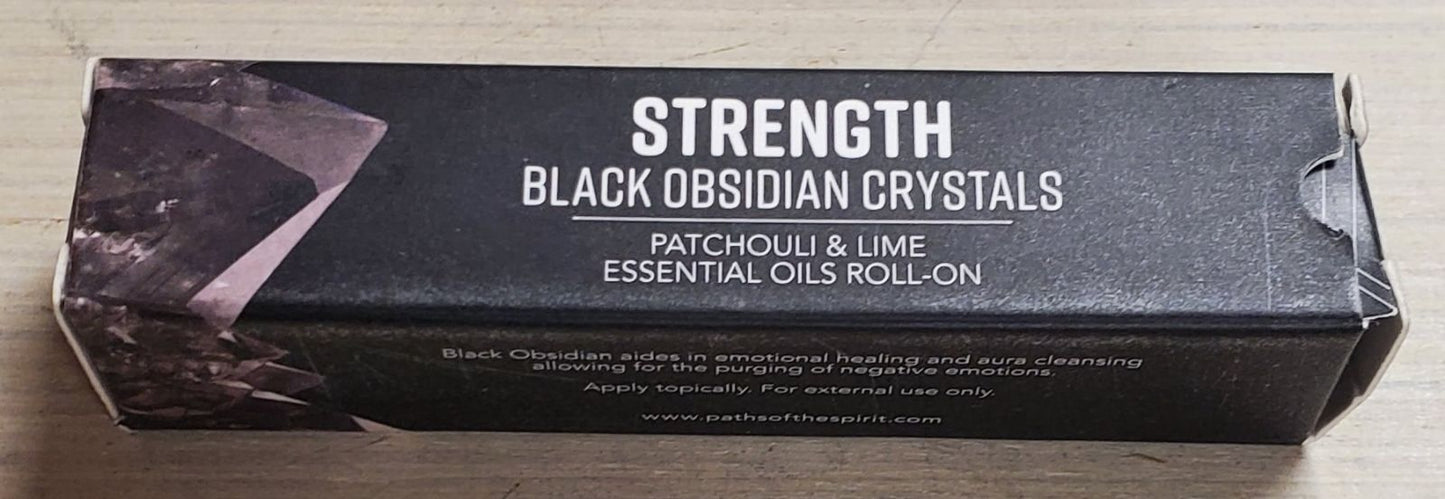 STRENGTH
BLACK OBSIDIAN CRYSTALS
PATCHOULI & LIME
ESSENTIAL OILS ROLL-ON
Black Obsidian aides in emotional healing and aura cleansing
allowing for the purging of negative emotions.
Apply topically. For external use only.
www.pathsofthespirit.com